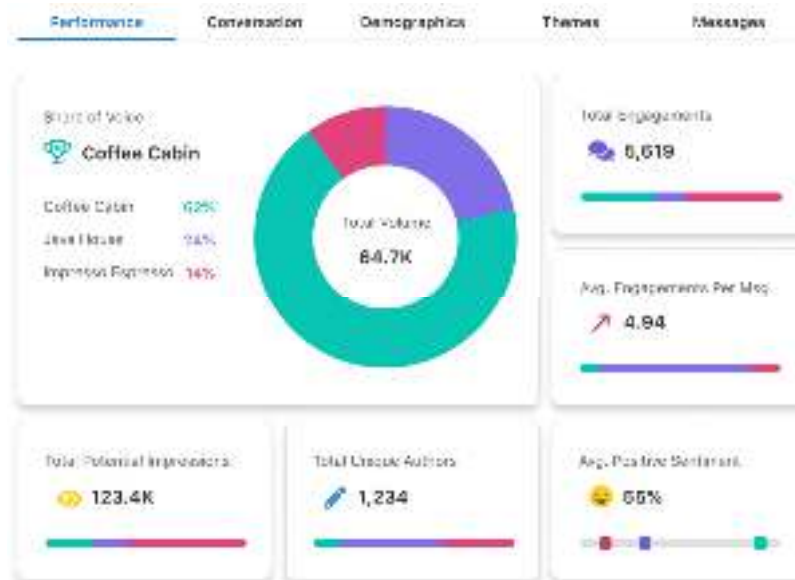 Performance
Conversation
Demographics
Themes
Messages
Share of Voice
Coffee Cabin
Coffee Cabin 62%
Java House 24%
Impresso Espresso 14%
Total Volume
64.7K
Total Engagements
5,619
Avg. Engagements Per Msg
4.94
Total Potential Impressions
123.4K
Total Unique Authors
1,234
Avg. Positive Sentiment
55%